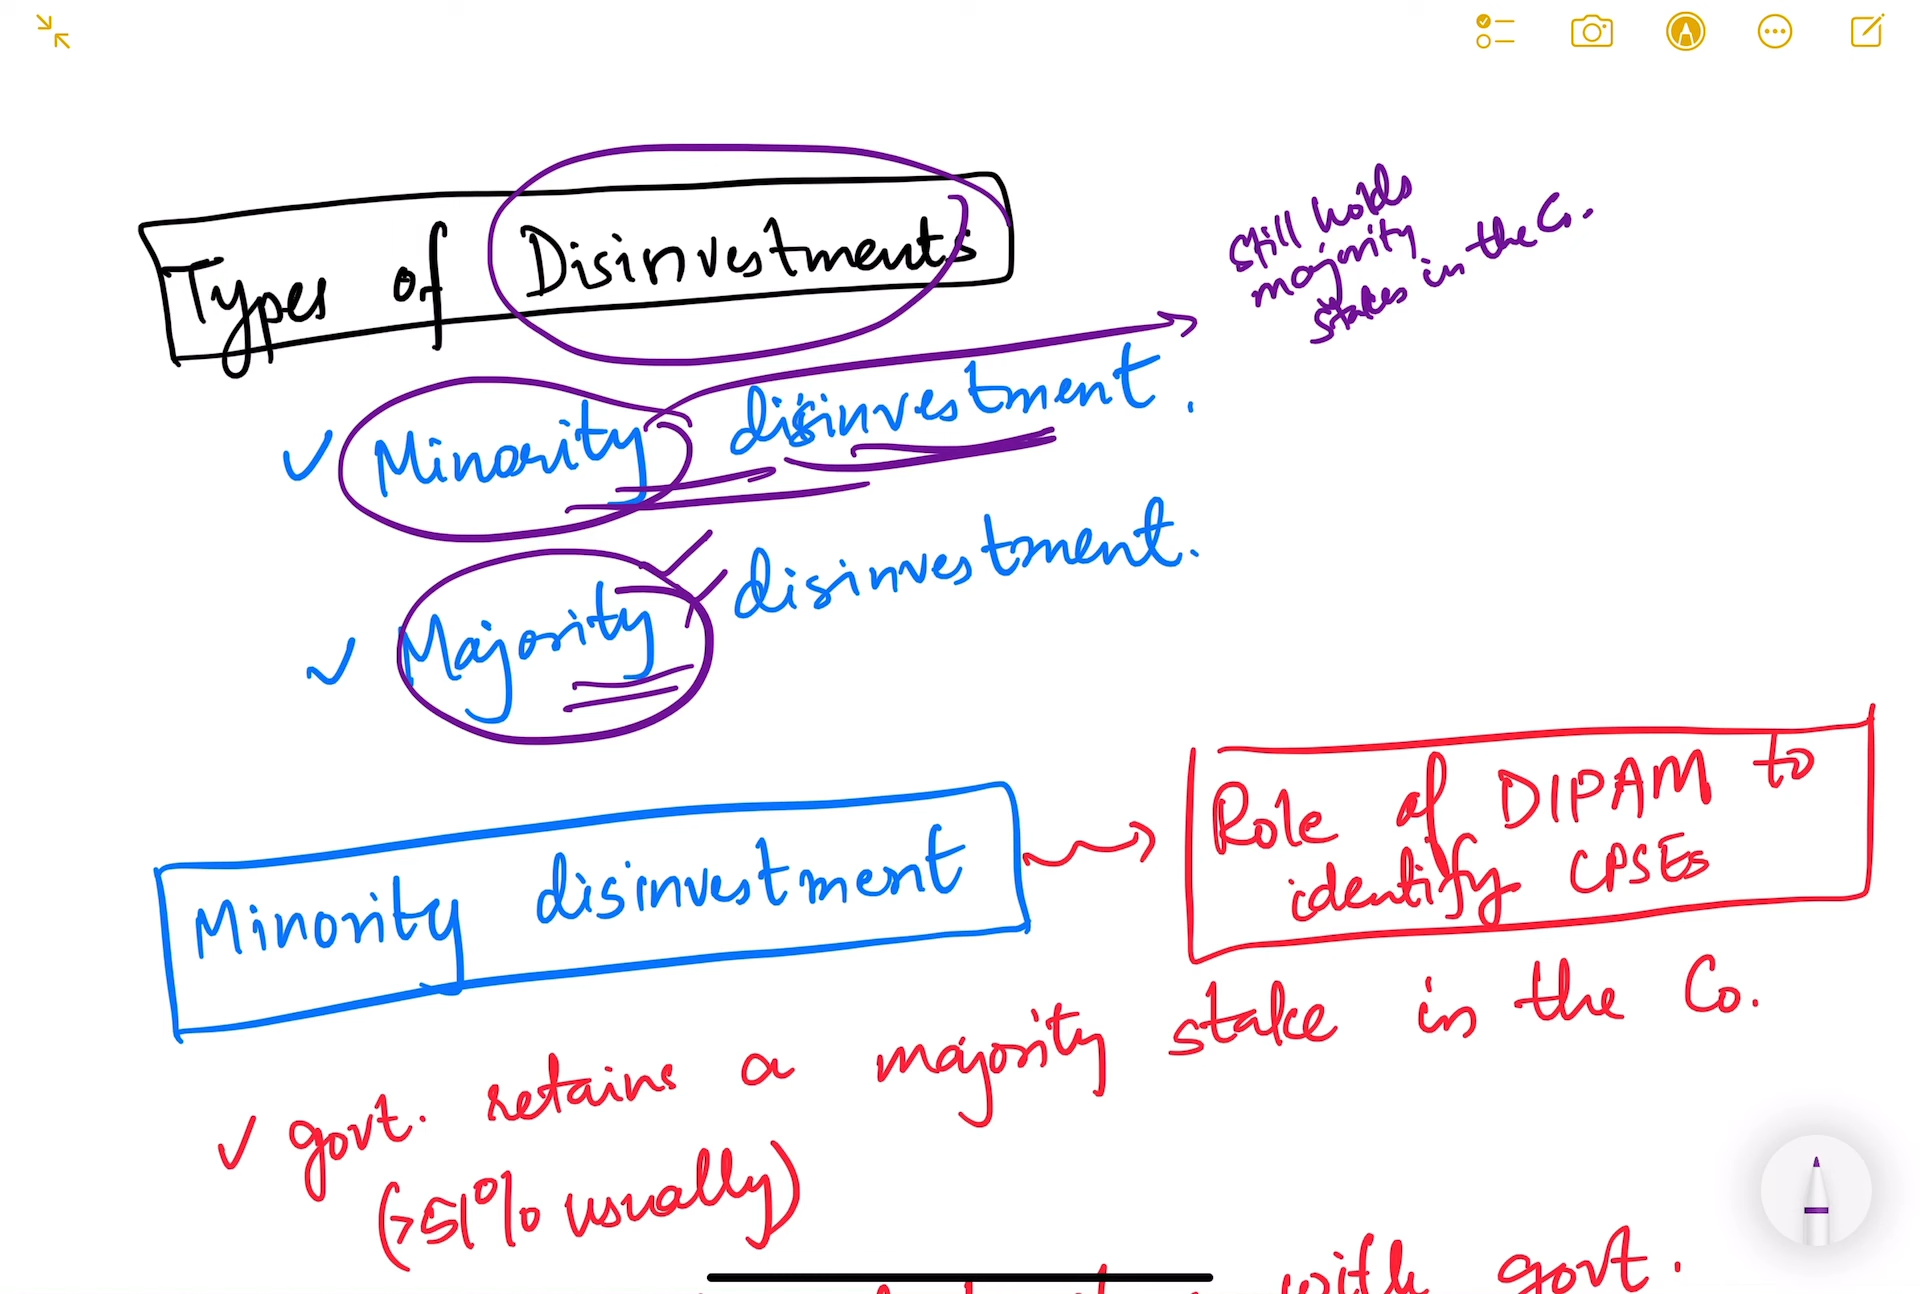 Types of Disinvestments
Still holds
majority
stakes in the Co.
✓ Minority disinvestment.
✓ Majority disinvestment.
Minority disinvestment
Role of DIPAM to
identify CPSEs
✓ govt. retains a majority stake in the Co.
(>51% usually)
with govt.